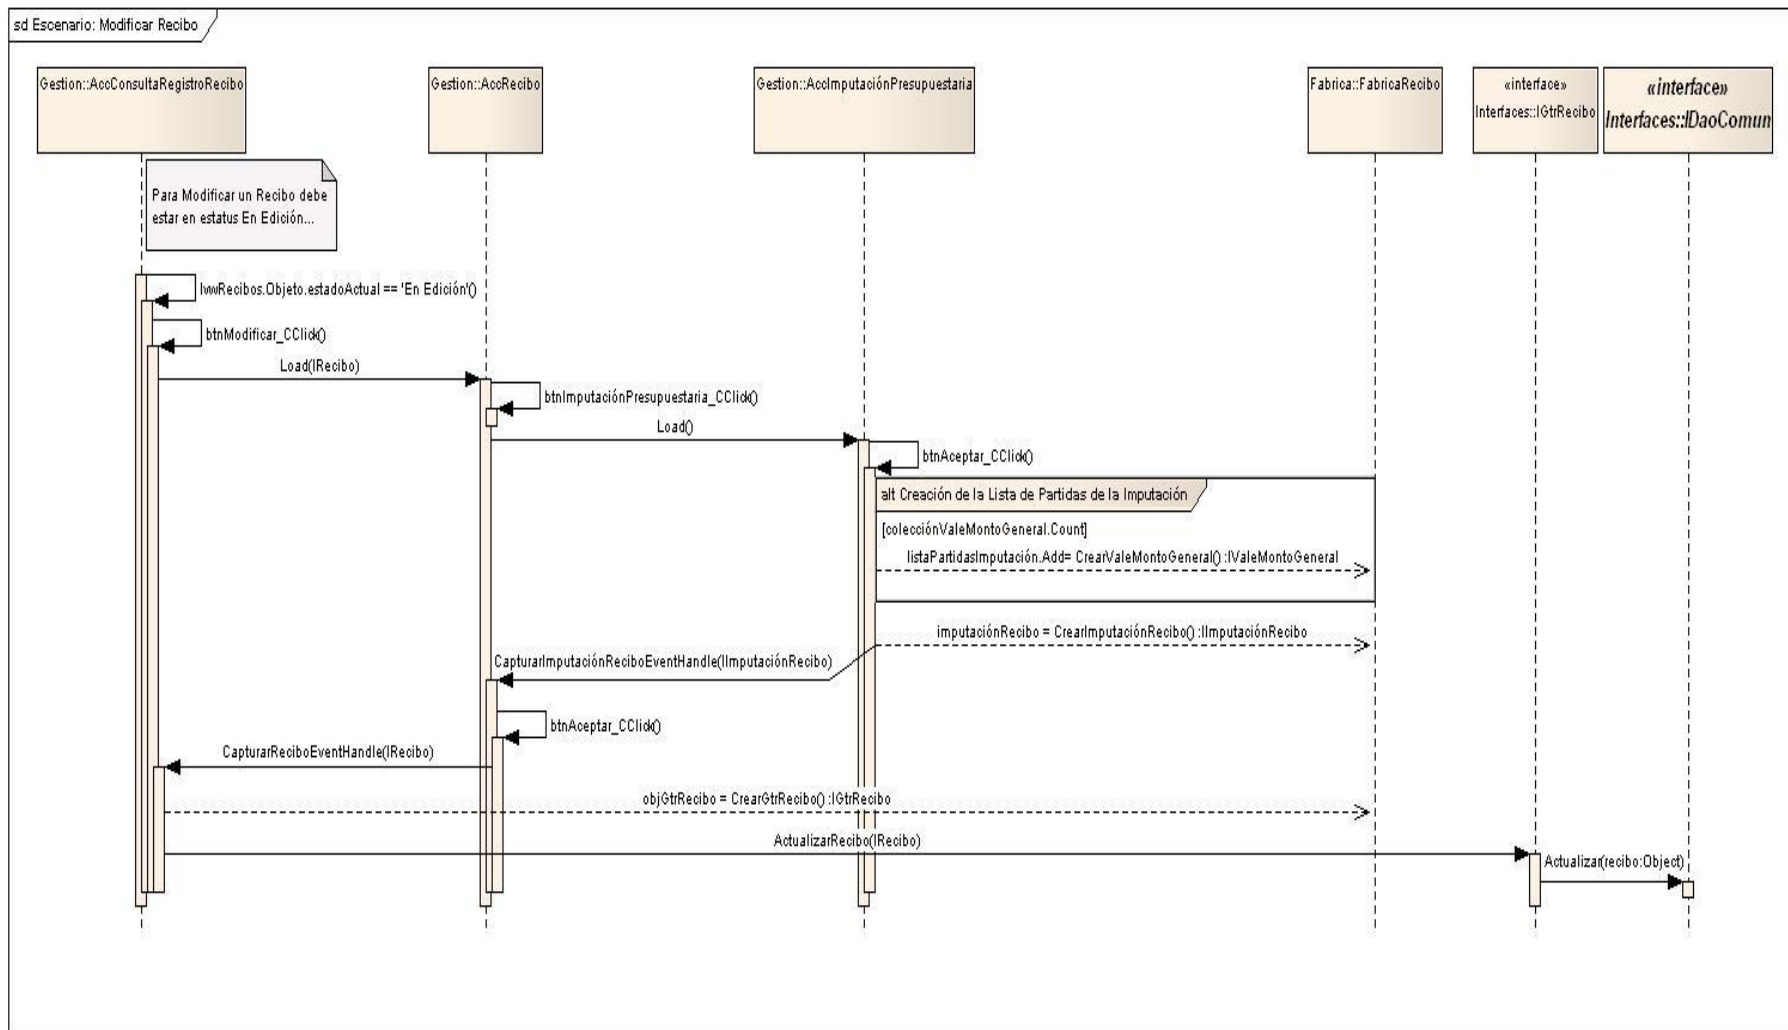 sd Escenario: Modificar Recibo
Gestion::AccConsultaRegistroRecibo
Gestion::AccRecibo
Gestion::AccImputaciónPresupuestaria
Fabrica::FabricaRecibo
«interface»
Interfaces::IGtrRecibo
«interface»
Interfaces::IDaoComun
Para Modificar un Recibo debe
estar en estatus En Edición...
lvwRecibos.Objeto.estadoActual == 'En Edición'()
btnModificar_CClick()
Load(IRecibo)
btnImputaciónPresupuestaria_CClick()
Load()
btnAceptar_CClick()
alt Creación de la Lista de Partidas de la Imputación
[colecciónValeMontoGeneral.Count]
listaPartidasImputación.Add= CrearValeMontoGeneral() :IValeMontoGeneral
imputaciónRecibo = CrearImputaciónRecibo() :IImputaciónRecibo
CapturarImputaciónReciboEventHandle(IImputaciónRecibo)
btnAceptar_CClick()
CapturarReciboEventHandle(IRecibo)
objGtrRecibo = CrearGtrRecibo() :IGtrRecibo
ActualizarRecibo(IRecibo)
Actualizar(recibo:Object)